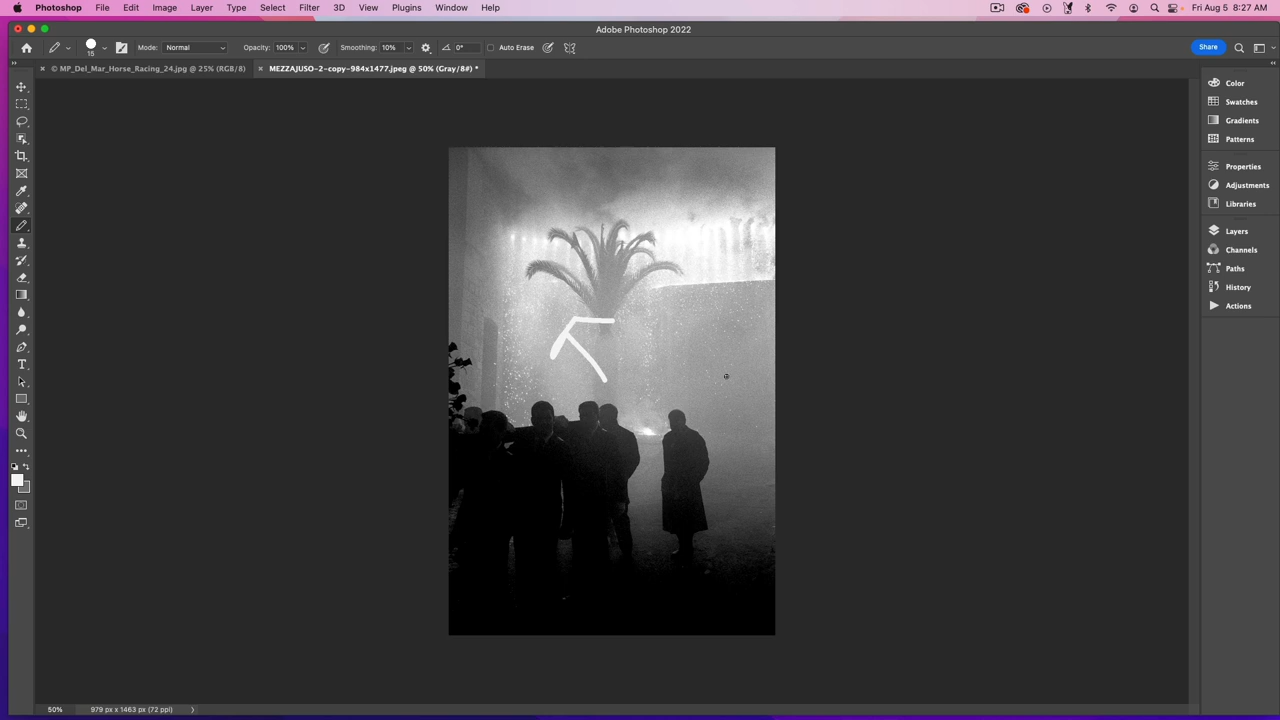 Photoshop File Edit Image Layer Type Select Filter 3D View Plugins Window Help Fri Aug 5 8:27 AM
Adobe Photoshop 2022
15 Mode: Normal Opacity: 100% Smoothing: 10% 0° Auto Erase Share
© MP_Del_Mar_Horse_Racing_24.jpg @ 25% (RGB/8) MEZZAJUSO-2-copy-984x1477.jpeg @ 50% (Gray/8#) *
Color
Swatches
Gradients
Patterns
Properties
Adjustments
Libraries
Layers
Channels
Paths
History
Actions
50% 979 px x 1463 px (72 ppi)